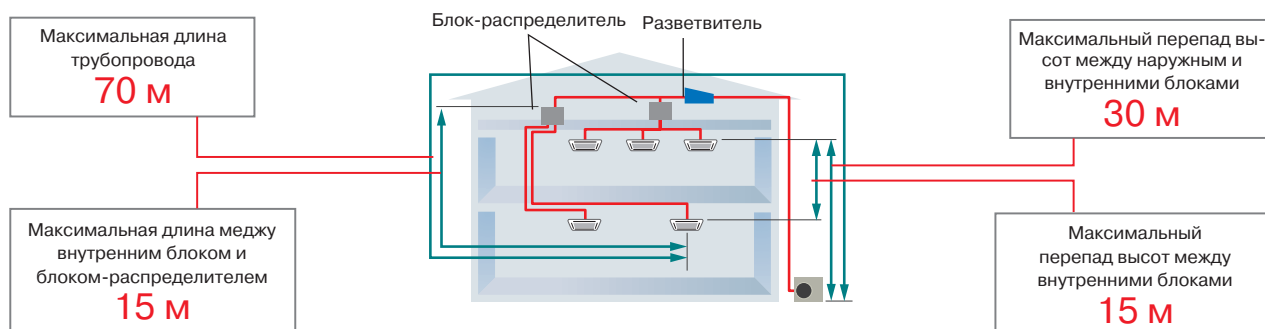 Блок-распределитель
Разветвитель
Максимальная длина
трубопровода
70 м
Максимальная длина меджу
внутренним блоком и
блоком-распределителем
15 м
Максимальный перепад вы-
сот между наружным и
внутренними блоками
30 м
Максимальный
перепад высот между
внутренними блоками
15 м